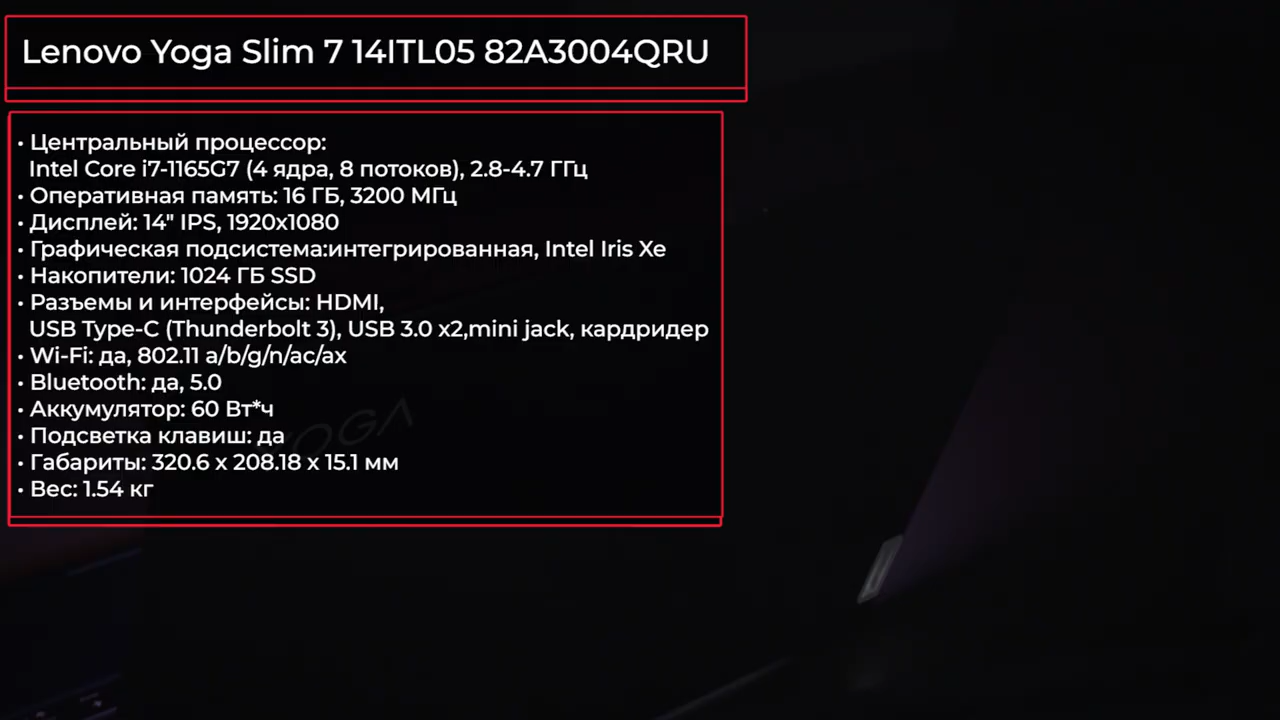 Lenovo Yoga Slim 7 14ITL05 82A3004QRU
• Центральный процессор:
Intel Core i7-1165G7 (4 ядра, 8 потоков), 2.8-4.7 ГГц
• Оперативная память: 16 ГБ, 3200 МГц
• Дисплей: 14" IPS, 1920x1080
• Графическая подсистема:интегрированная, Intel Iris Xe
• Накопители: 1024 ГБ SSD
• Разъемы и интерфейсы: HDMI,
USB Type-C (Thunderbolt 3), USB 3.0 x2,mini jack, кардридер
• Wi-Fi: да, 802.11 a/b/g/n/ac/ax
• Bluetooth: да, 5.0
• Аккумулятор: 60 Вт*ч
YOGA
• Подсветка клавиш: да
• Габариты: 320.6 x 208.18 x 15.1 мм
• Вес: 1.54 кг